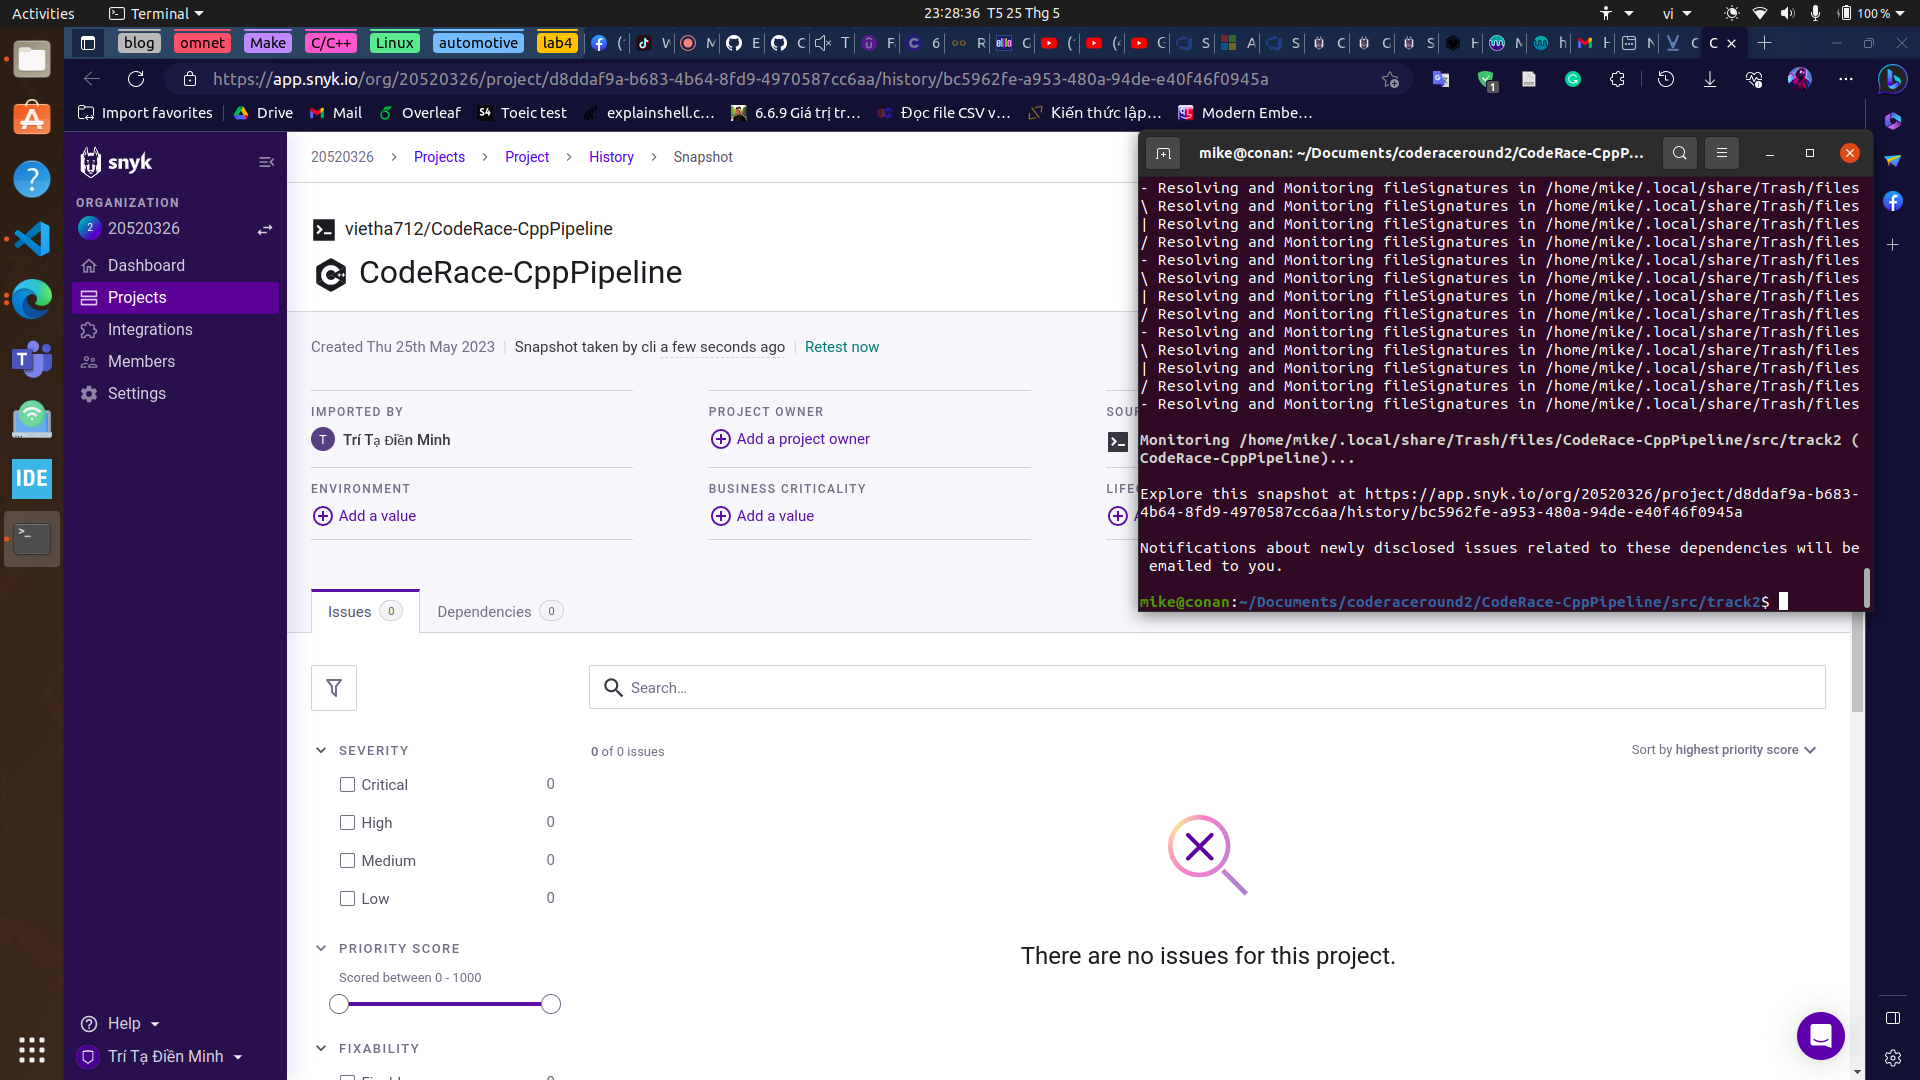 Activities
Terminal
23:28:36 T5 25 Thg 5
vi
100 %
blog
omnet
Make
C/C++
Linux
automotive
lab4
https://app.snyk.io/org/20520326/project/d8ddaf9a-b683-4b64-8fd9-4970587cc6aa/history/bc5962fe-a953-480a-94de-e40f46f0945a
1
Import favorites
Drive
Mail
Overleaf
Toeic test
explainshell.c...
6.6.9 Giá trị tr...
Đọc file CSV v...
Kiến thức lập...
Modern Embe...
snyk
ORGANIZATION
2
20520326
Dashboard
Projects
Integrations
Members
Settings
Help
Trí Tạ Điền Minh
IDE
20520326 > Projects > Project > History > Snapshot
vietha712/CodeRace-CppPipeline
CodeRace-CppPipeline
Created Thu 25th May 2023 | Snapshot taken by cli a few seconds ago | Retest now
IMPORTED BY
T
Trí Tạ Điền Minh
PROJECT OWNER
Add a project owner
ENVIRONMENT
Add a value
BUSINESS CRITICALITY
Add a value
Issues 0
Dependencies 0
Search...
SEVERITY
Critical 0
High 0
Medium 0
Low 0
PRIORITY SCORE
Scored between 0 - 1000
FIXABILITY
0 of 0 issues
Sort by highest priority score
There are no issues for this project.
mike@conan: ~/Documents/coderaceround2/CodeRace-CppP...
- Resolving and Monitoring fileSignatures in /home/mike/.local/share/Trash/files
\ Resolving and Monitoring fileSignatures in /home/mike/.local/share/Trash/files
| Resolving and Monitoring fileSignatures in /home/mike/.local/share/Trash/files
/ Resolving and Monitoring fileSignatures in /home/mike/.local/share/Trash/files
- Resolving and Monitoring fileSignatures in /home/mike/.local/share/Trash/files
\ Resolving and Monitoring fileSignatures in /home/mike/.local/share/Trash/files
| Resolving and Monitoring fileSignatures in /home/mike/.local/share/Trash/files
/ Resolving and Monitoring fileSignatures in /home/mike/.local/share/Trash/files
- Resolving and Monitoring fileSignatures in /home/mike/.local/share/Trash/files
\ Resolving and Monitoring fileSignatures in /home/mike/.local/share/Trash/files
| Resolving and Monitoring fileSignatures in /home/mike/.local/share/Trash/files
/ Resolving and Monitoring fileSignatures in /home/mike/.local/share/Trash/files
- Resolving and Monitoring fileSignatures in /home/mike/.local/share/Trash/files
Monitoring /home/mike/.local/share/Trash/files/CodeRace-CppPipeline/src/track2 (
CodeRace-CppPipeline)...
Explore this snapshot at https://app.snyk.io/org/20520326/project/d8ddaf9a-b683-
4b64-8fd9-4970587cc6aa/history/bc5962fe-a953-480a-94de-e40f46f0945a
Notifications about newly disclosed issues related to these dependencies will be
emailed to you.
mike@conan:~/Documents/coderaceround2/CodeRace-CppPipeline/src/track2$